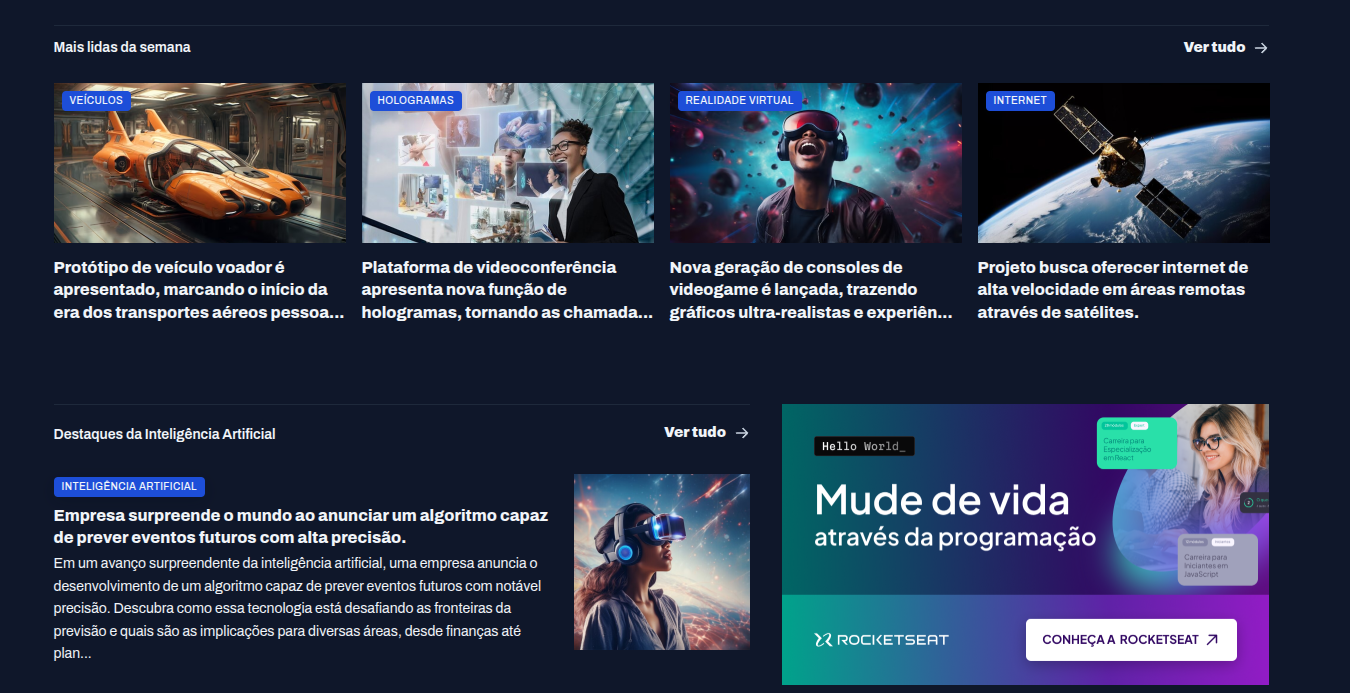 Mais lidas da semana
Ver tudo
VEÍCULOS
HOLOGRAMAS
REALIDADE VIRTUAL
INTERNET
Protótipo de veículo voador é
apresentado, marcando o início da
era dos transportes aéreos pessoa...
Plataforma de videoconferência
apresenta nova função de
hologramas, tornando as chamada...
Nova geração de consoles de
videogame é lançada, trazendo
gráficos ultra-realistas e experiên...
Projeto busca oferecer internet de
alta velocidade em áreas remotas
através de satélites.
Destaques da Inteligência Artificial
Ver tudo
INTELIGÊNCIA ARTIFICIAL
Empresa surpreende o mundo ao anunciar um algoritmo capaz
de prever eventos futuros com alta precisão.
Em um avanço surpreendente da inteligência artificial, uma empresa anuncia o
desenvolvimento de um algoritmo capaz de prever eventos futuros com notável
precisão. Descubra como essa tecnologia está desafiando as fronteiras da
previsão e quais são as implicações para diversas áreas, desde finanças até
plan...
Hello World_
Mude de vida
através da programação
Carreira para
Especialização
em React
Carreira para
Iniciantes em
JavaScript
ROCKETSEAT
CONHEÇA A ROCKETSEAT